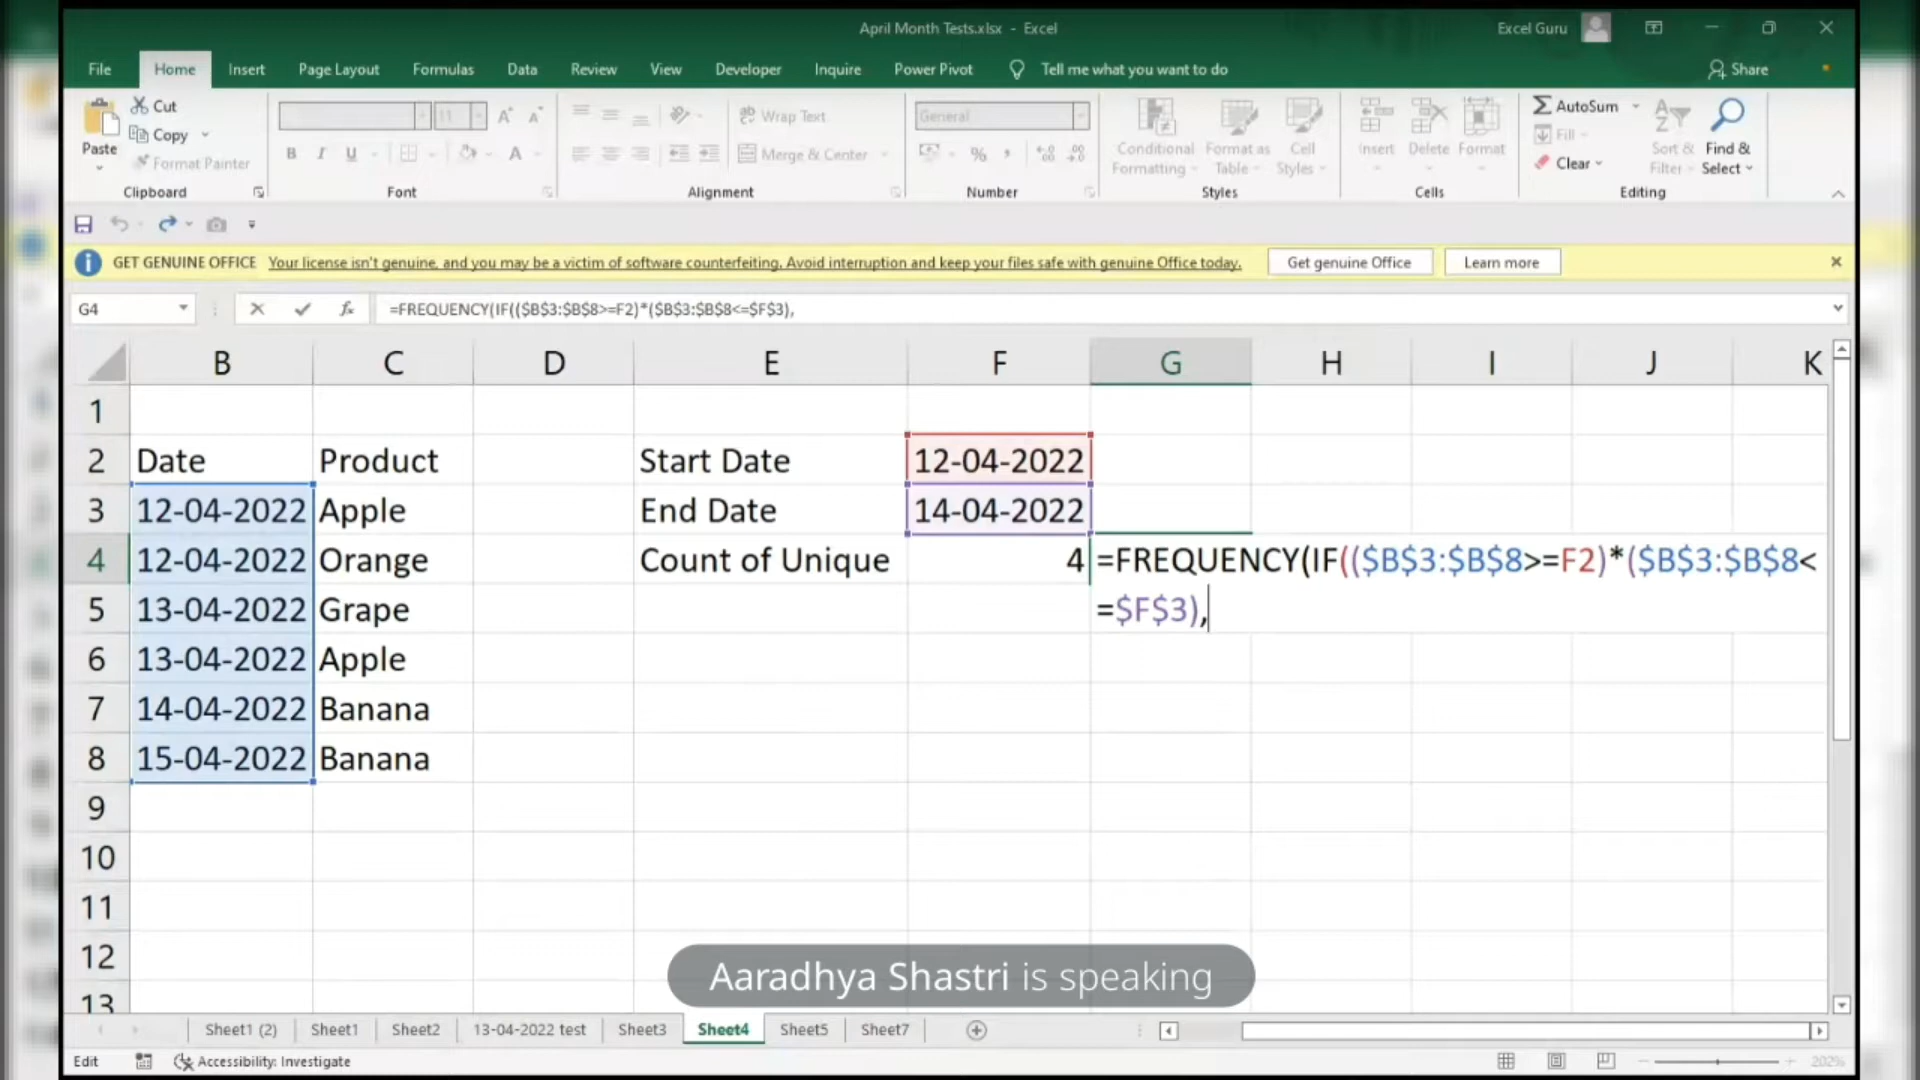 April Month Tests.xlsx - Excel
Excel Guru
File Home Insert Page Layout Formulas Data Review View Developer Inquire Power Pivot Tell me what you want to do Share
Paste
Cut
Copy
Format Painter
Clipboard
11
B I U
Font
Wrap Text
Merge & Center
Alignment
General
Number
Conditional Formatting
Format as Table
Cell Styles
Styles
Insert Delete Format
Cells
AutoSum
Fill
Clear
Sort & Filter
Find & Select
Editing
GET GENUINE OFFICE Your license isn't genuine, and you may be a victim of software counterfeiting. Avoid interruption and keep your files safe with genuine Office today. Get genuine Office Learn more
G4 fx =FREQUENCY(IF(($B$3:$B$8>=F2)*($B$3:$B$8<=$F$3),
B C D E F G H I J K
1
2 Date Product Start Date 12-04-2022
3 12-04-2022 Apple End Date 14-04-2022
4 12-04-2022 Orange Count of Unique 4 =FREQUENCY(IF(($B$3:$B$8>=F2)*($B$3:$B$8<
5 13-04-2022 Grape =$F$3),
6 13-04-2022 Apple
7 14-04-2022 Banana
8 15-04-2022 Banana
9
10
11
12
13
Aaradhya Shastri is speaking
Sheet1 (2) Sheet1 Sheet2 13-04-2022 test Sheet3 Sheet4 Sheet5 Sheet7
Edit Accessibility: Investigate 202%